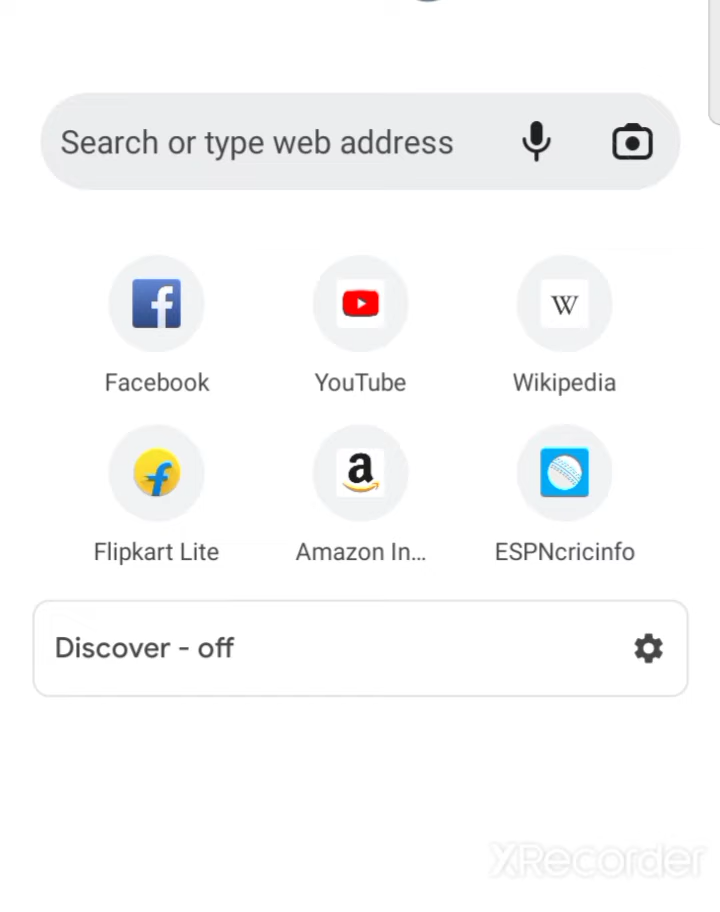 Search or type web address
Facebook YouTube Wikipedia
Flipkart Lite Amazon In... ESPNcricinfo
Discover - off
XRecorder